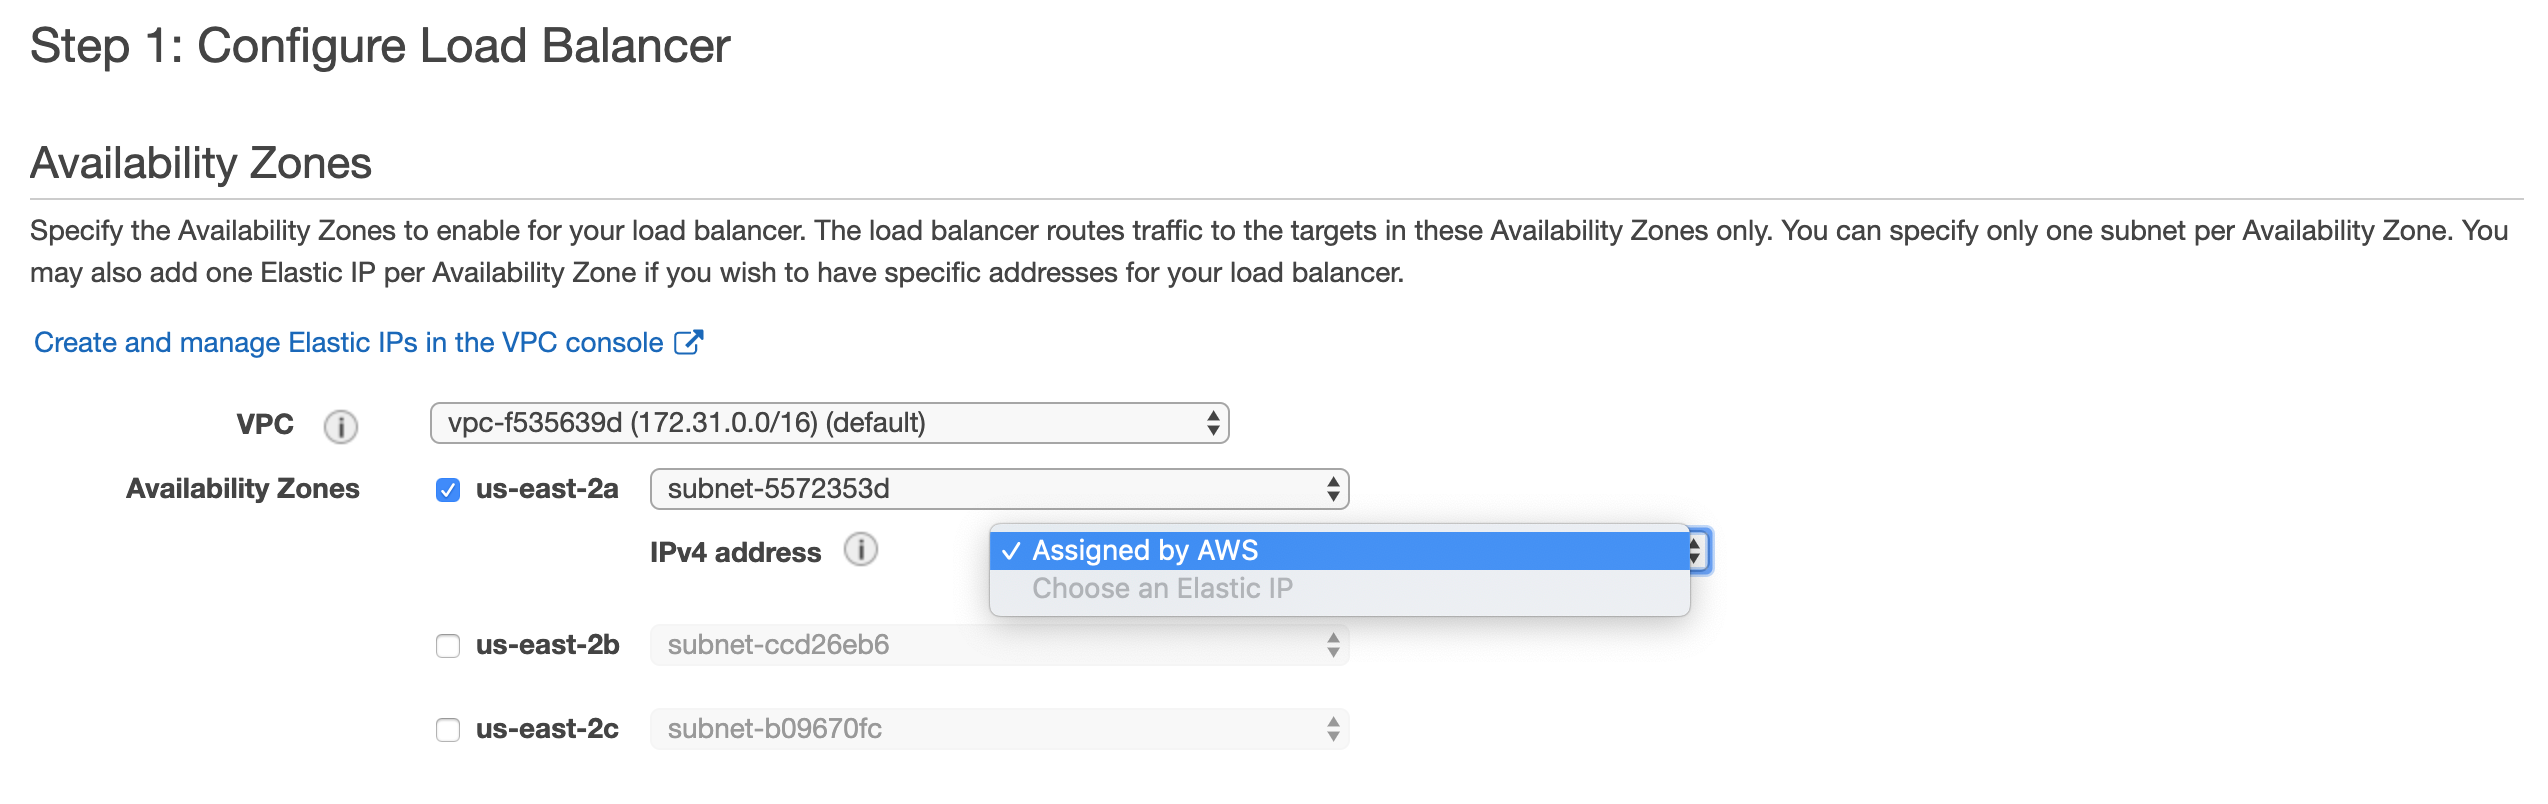 Step 1: Configure Load Balancer
Availability Zones
Specify the Availability Zones to enable for your load balancer. The load balancer routes traffic to the targets in these Availability Zones only. You can specify only one subnet per Availability Zone. You
may also add one Elastic IP per Availability Zone if you wish to have specific addresses for your load balancer.
Create and manage Elastic IPs in the VPC console
VPC i vpc-f535639d (172.31.0.0/16) (default)
Availability Zones us-east-2a subnet-5572353d
IPv4 address i Assigned by AWS
Choose an Elastic IP
us-east-2b subnet-ccd26eb6
us-east-2c subnet-b09670fc